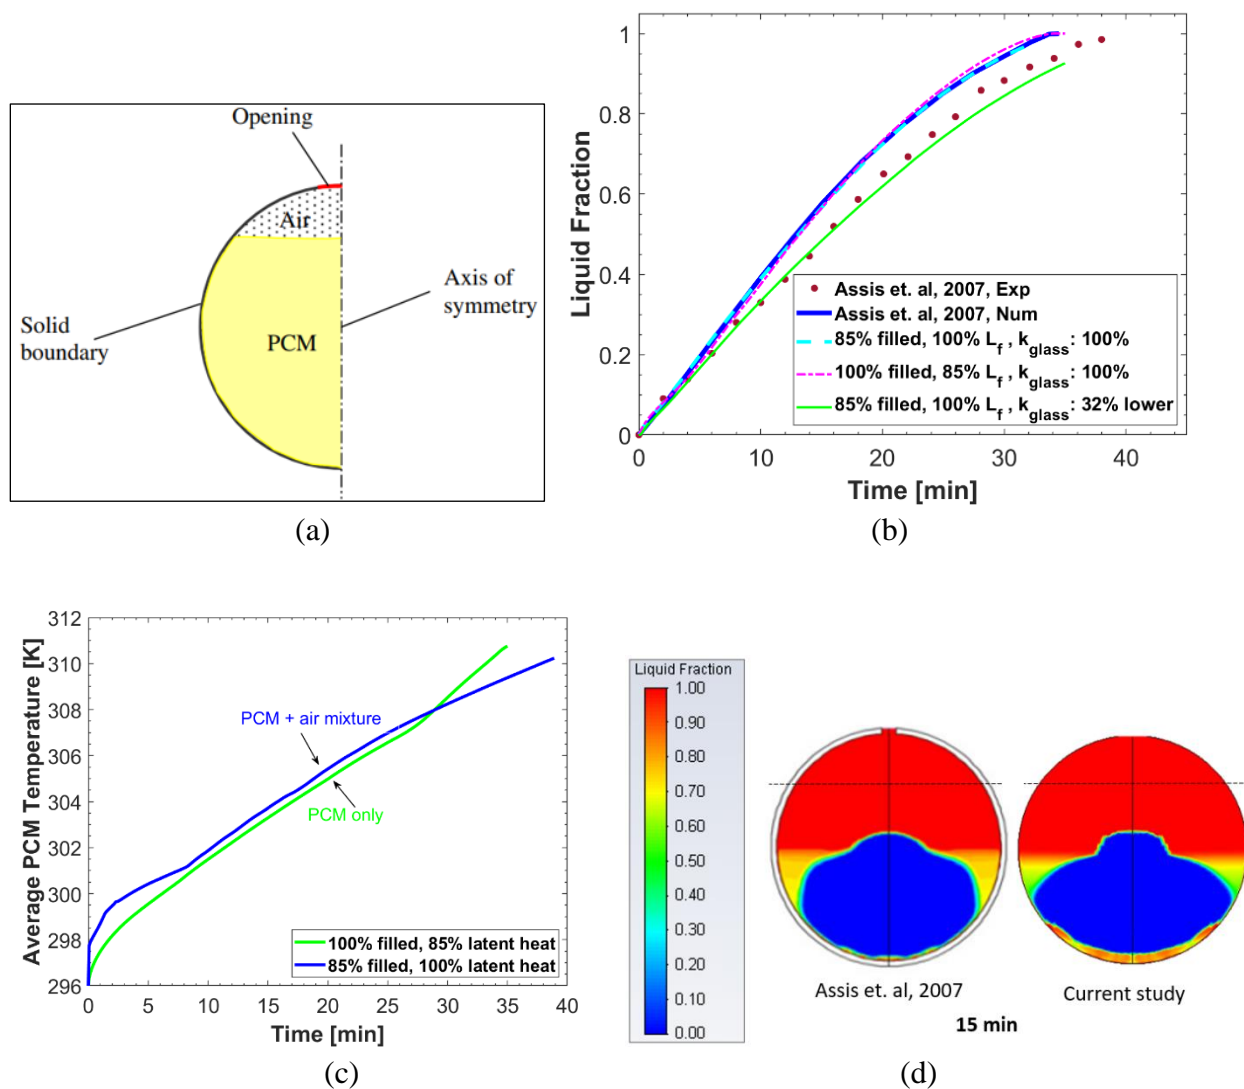 Opening
Air
Solid
boundary
PCM
Axis of
symmetry
(a)
Liquid Fraction
1
0.8
0.6
0.4
0.2
0
0 10 20 30 40
Time [min]
Assis et. al, 2007, Exp
Assis et. al, 2007, Num
85% filled, 100% L_f , k_glass: 100%
100% filled, 85% L_f , k_glass: 100%
85% filled, 100% L_f , k_glass: 32% lower
(b)
Average PCM Temperature [K]
312
310
308
306
304
302
300
298
296
0 5 10 15 20 25 30 35 40
Time [min]
PCM + air mixture
PCM only
100% filled, 85% latent heat
85% filled, 100% latent heat
(c)
Liquid Fraction
1.00
0.90
0.80
0.70
0.60
0.50
0.40
0.30
0.20
0.10
0.00
Assis et. al, 2007
Current study
15 min
(d)